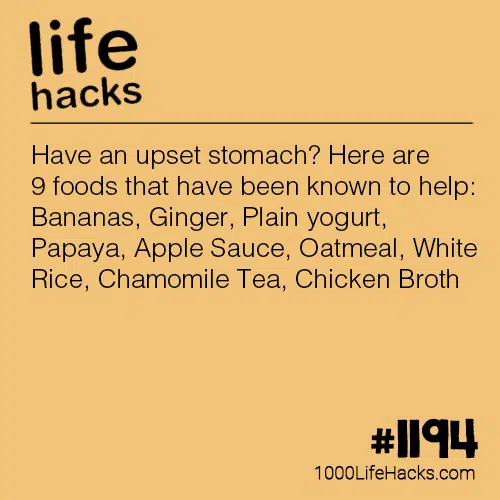 life
hacks
Have an upset stomach? Here are
9 foods that have been known to help:
Bananas, Ginger, Plain yogurt,
Papaya, Apple Sauce, Oatmeal, White
Rice, Chamomile Tea, Chicken Broth
#1194
1000LifeHacks.com